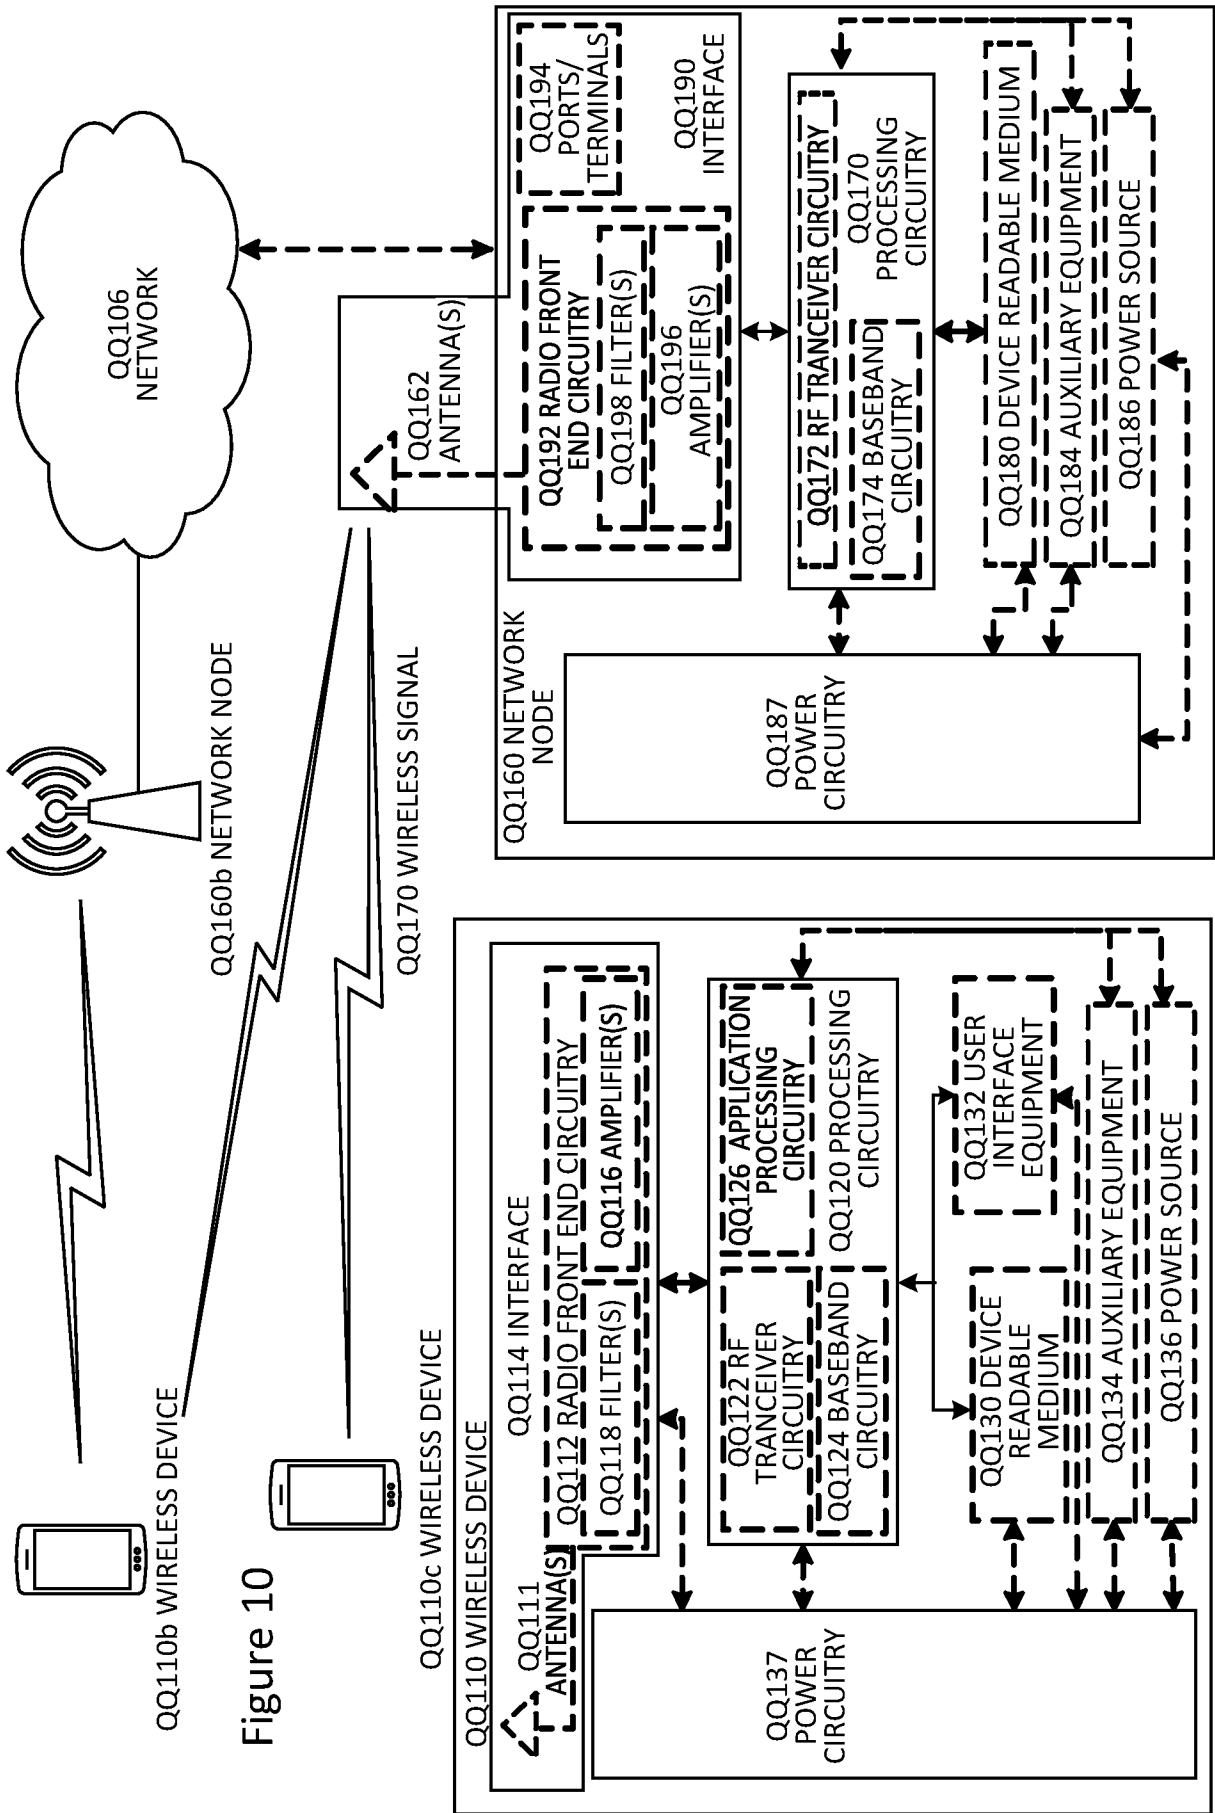 QQ110b WIRELESS DEVICE
Figure 10
QQ110c WIRELESS DEVICE
QQ160b NETWORK NODE
QQ170 WIRELESS SIGNAL
QQ106
NETWORK
QQ110 WIRELESS DEVICE
QQ111
ANTENNA(S)
QQ114 INTERFACE
QQ112 RADIO FRONT END CIRCUITRY
QQ118 FILTER(S)
QQ116 AMPLIFIER(S)
QQ137
POWER
CIRCUITRY
QQ122 RF
TRANCEIVER
CIRCUITRY
QQ124 BASEBAND
CIRCUITRY
QQ126 APPLICATION
PROCESSING
CIRCUITRY
QQ120 PROCESSING
CIRCUITRY
QQ130 DEVICE
READABLE
MEDIUM
QQ132 USER
INTERFACE
EQUIPMENT
QQ134 AUXILIARY EQUIPMENT
QQ136 POWER SOURCE
QQ160 NETWORK
NODE
QQ162
ANTENNA(S)
QQ192 RADIO FRONT
END CIRCUITRY
QQ198 FILTER(S)
QQ196
AMPLIFIER(S)
QQ194
PORTS/
TERMINALS
QQ190
INTERFACE
QQ187
POWER
CIRCUITRY
QQ172 RF TRANCEIVER CIRCUITRY
QQ174 BASEBAND
CIRCUITRY
QQ170
PROCESSING
CIRCUITRY
QQ180 DEVICE READABLE MEDIUM
QQ184 AUXILIARY EQUIPMENT
QQ186 POWER SOURCE